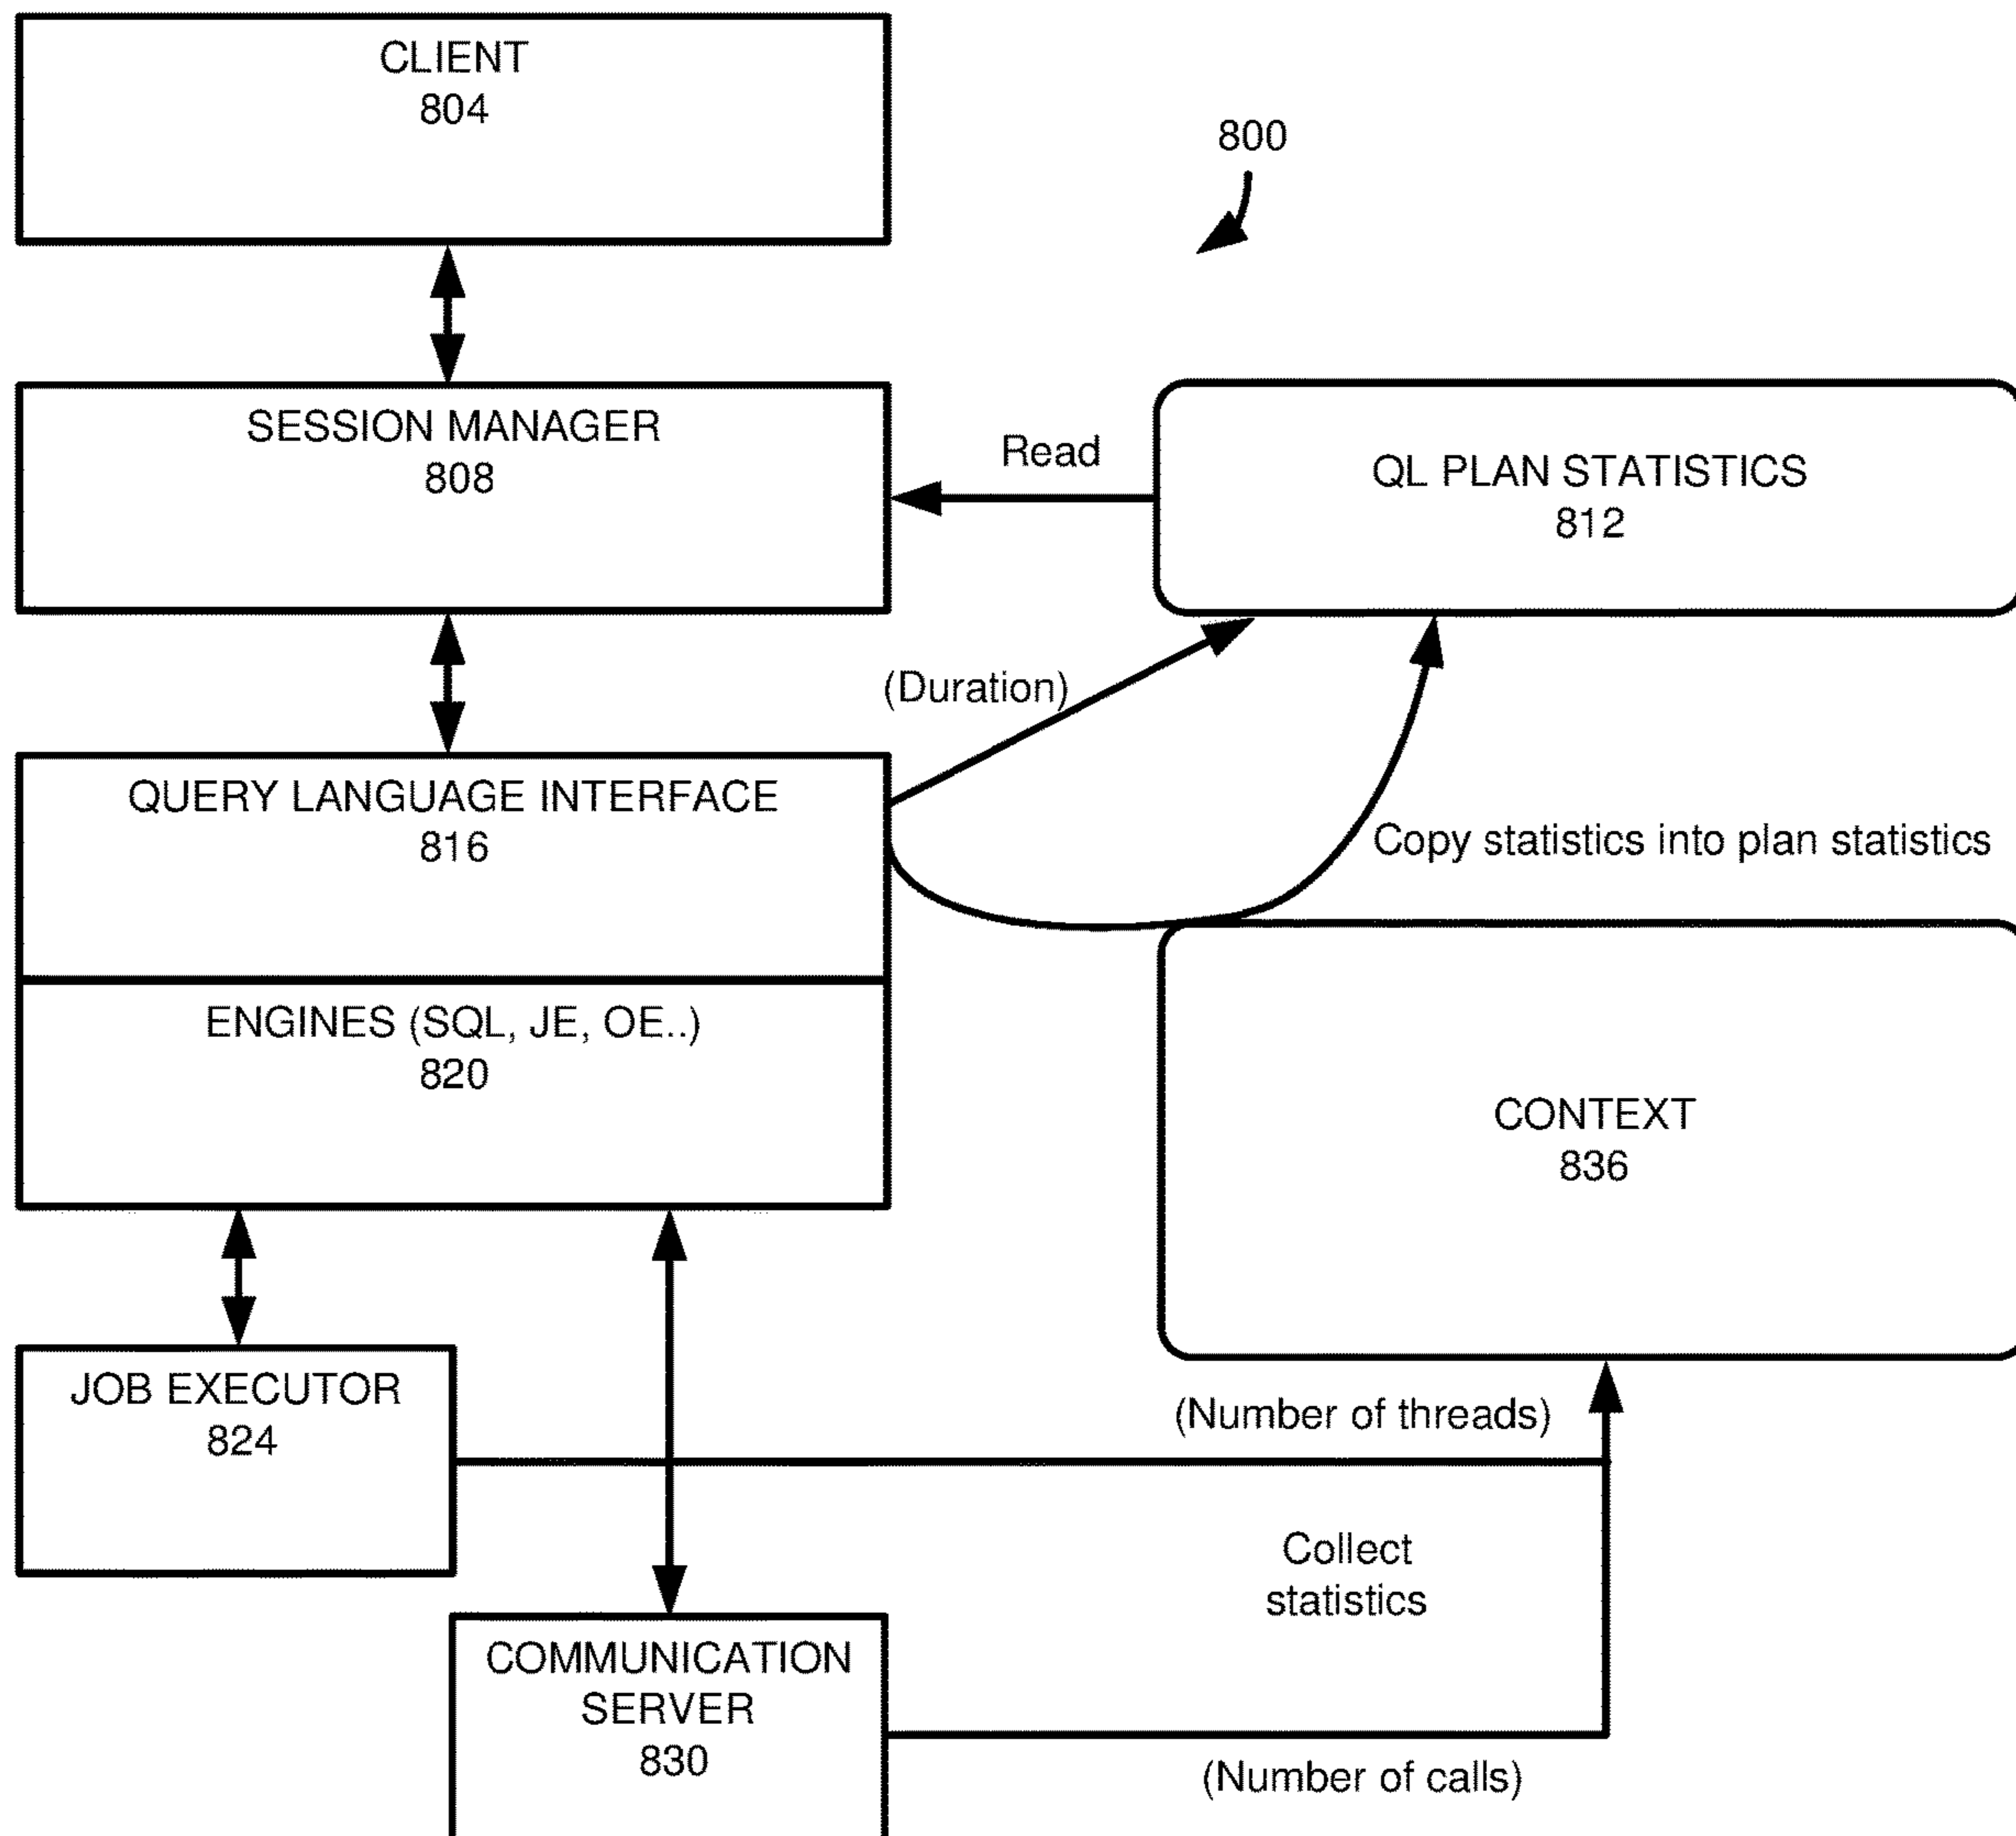 CLIENT
804
800
SESSION MANAGER
808
Read
QL PLAN STATISTICS
812
(Duration)
QUERY LANGUAGE INTERFACE
816
Copy statistics into plan statistics
ENGINES (SQL, JE, OE..)
820
CONTEXT
836
JOB EXECUTOR
824
(Number of threads)
Collect
statistics
COMMUNICATION
SERVER
830
(Number of calls)